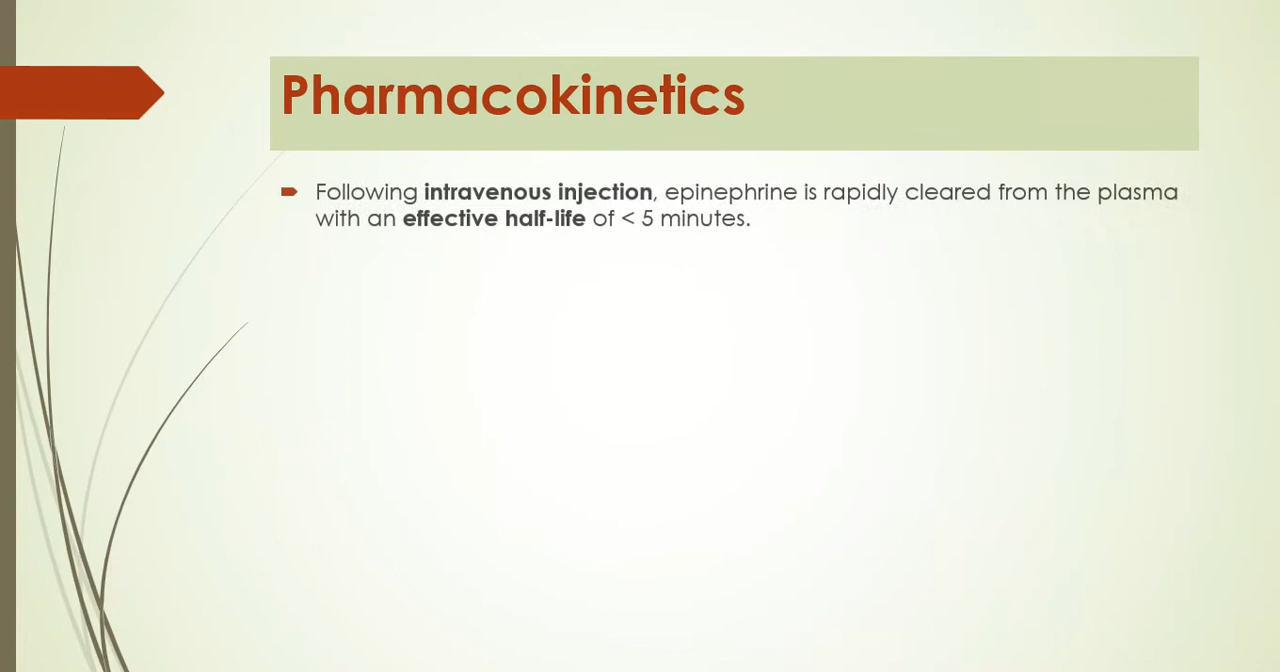 Pharmacokinetics
Following intravenous injection, epinephrine is rapidly cleared from the plasma
with an effective half-life of < 5 minutes.